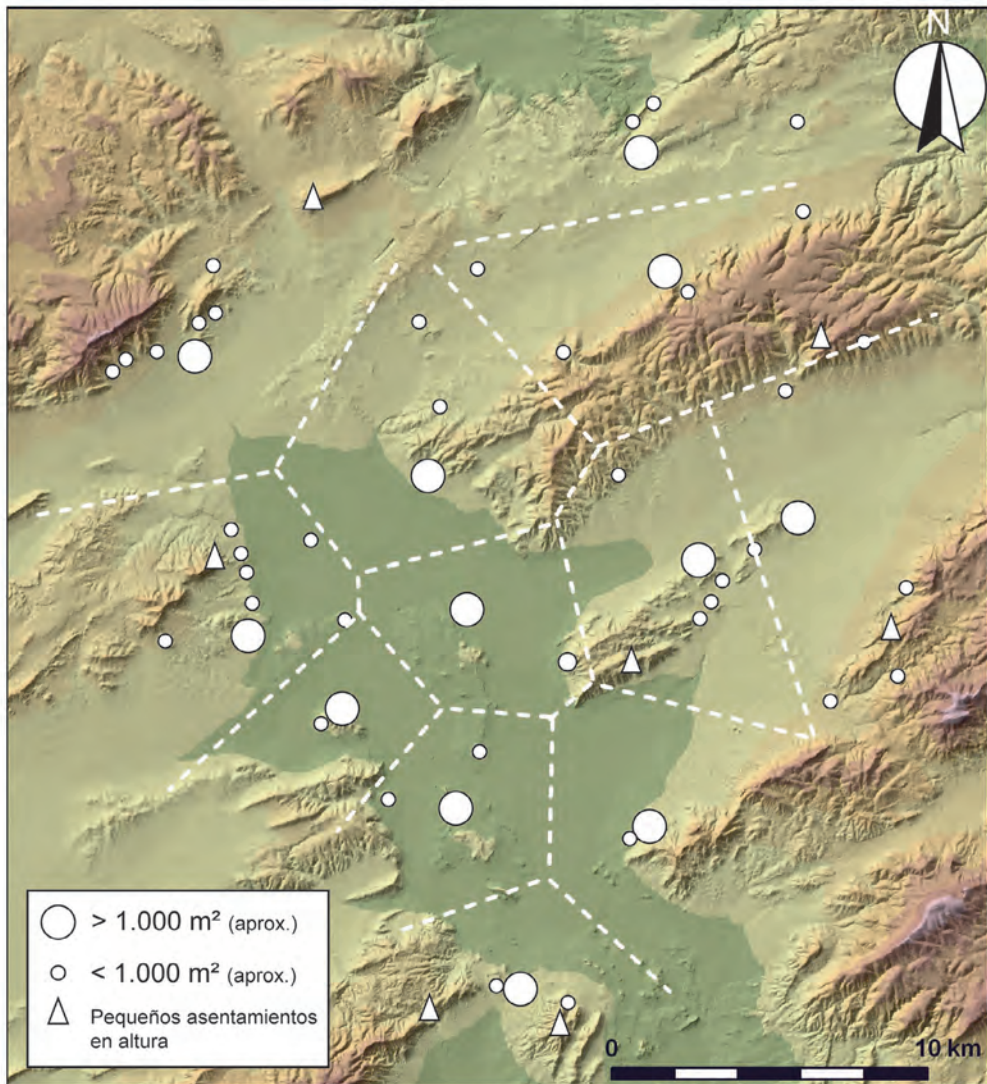 N
> 1.000 m² (aprox.)
< 1.000 m² (aprox.)
Pequeños asentamientos
en altura
0 10 km